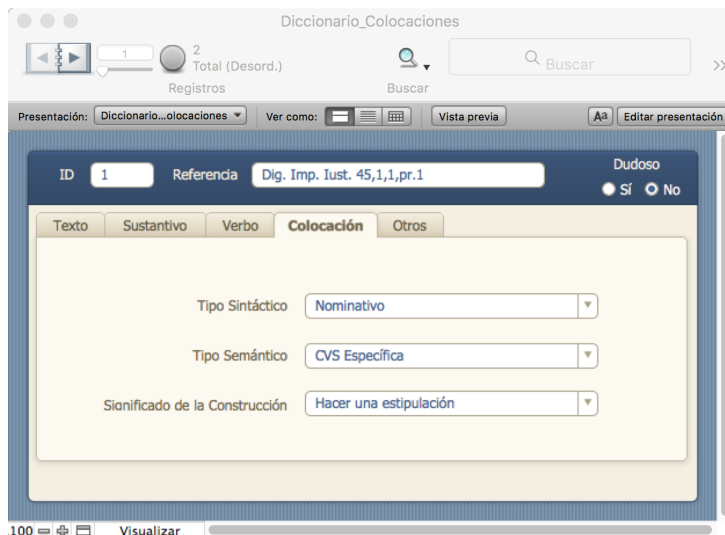 Diccionario_Colocaciones
1
2
Total (Desord.)
Registros
Buscar
Buscar
Presentación: Diccionario...olocaciones Ver como: Vista previa Aa Editar presentación
ID 1 Referencia Dig. Imp. Iust. 45,1,1,pr.1 Dudoso
Sí No
Texto Sustantivo Verbo Colocación Otros
Tipo Sintáctico Nominativo
Tipo Semántico CVS Específica
Significado de la Construcción Hacer una estipulación
100 Visualizar